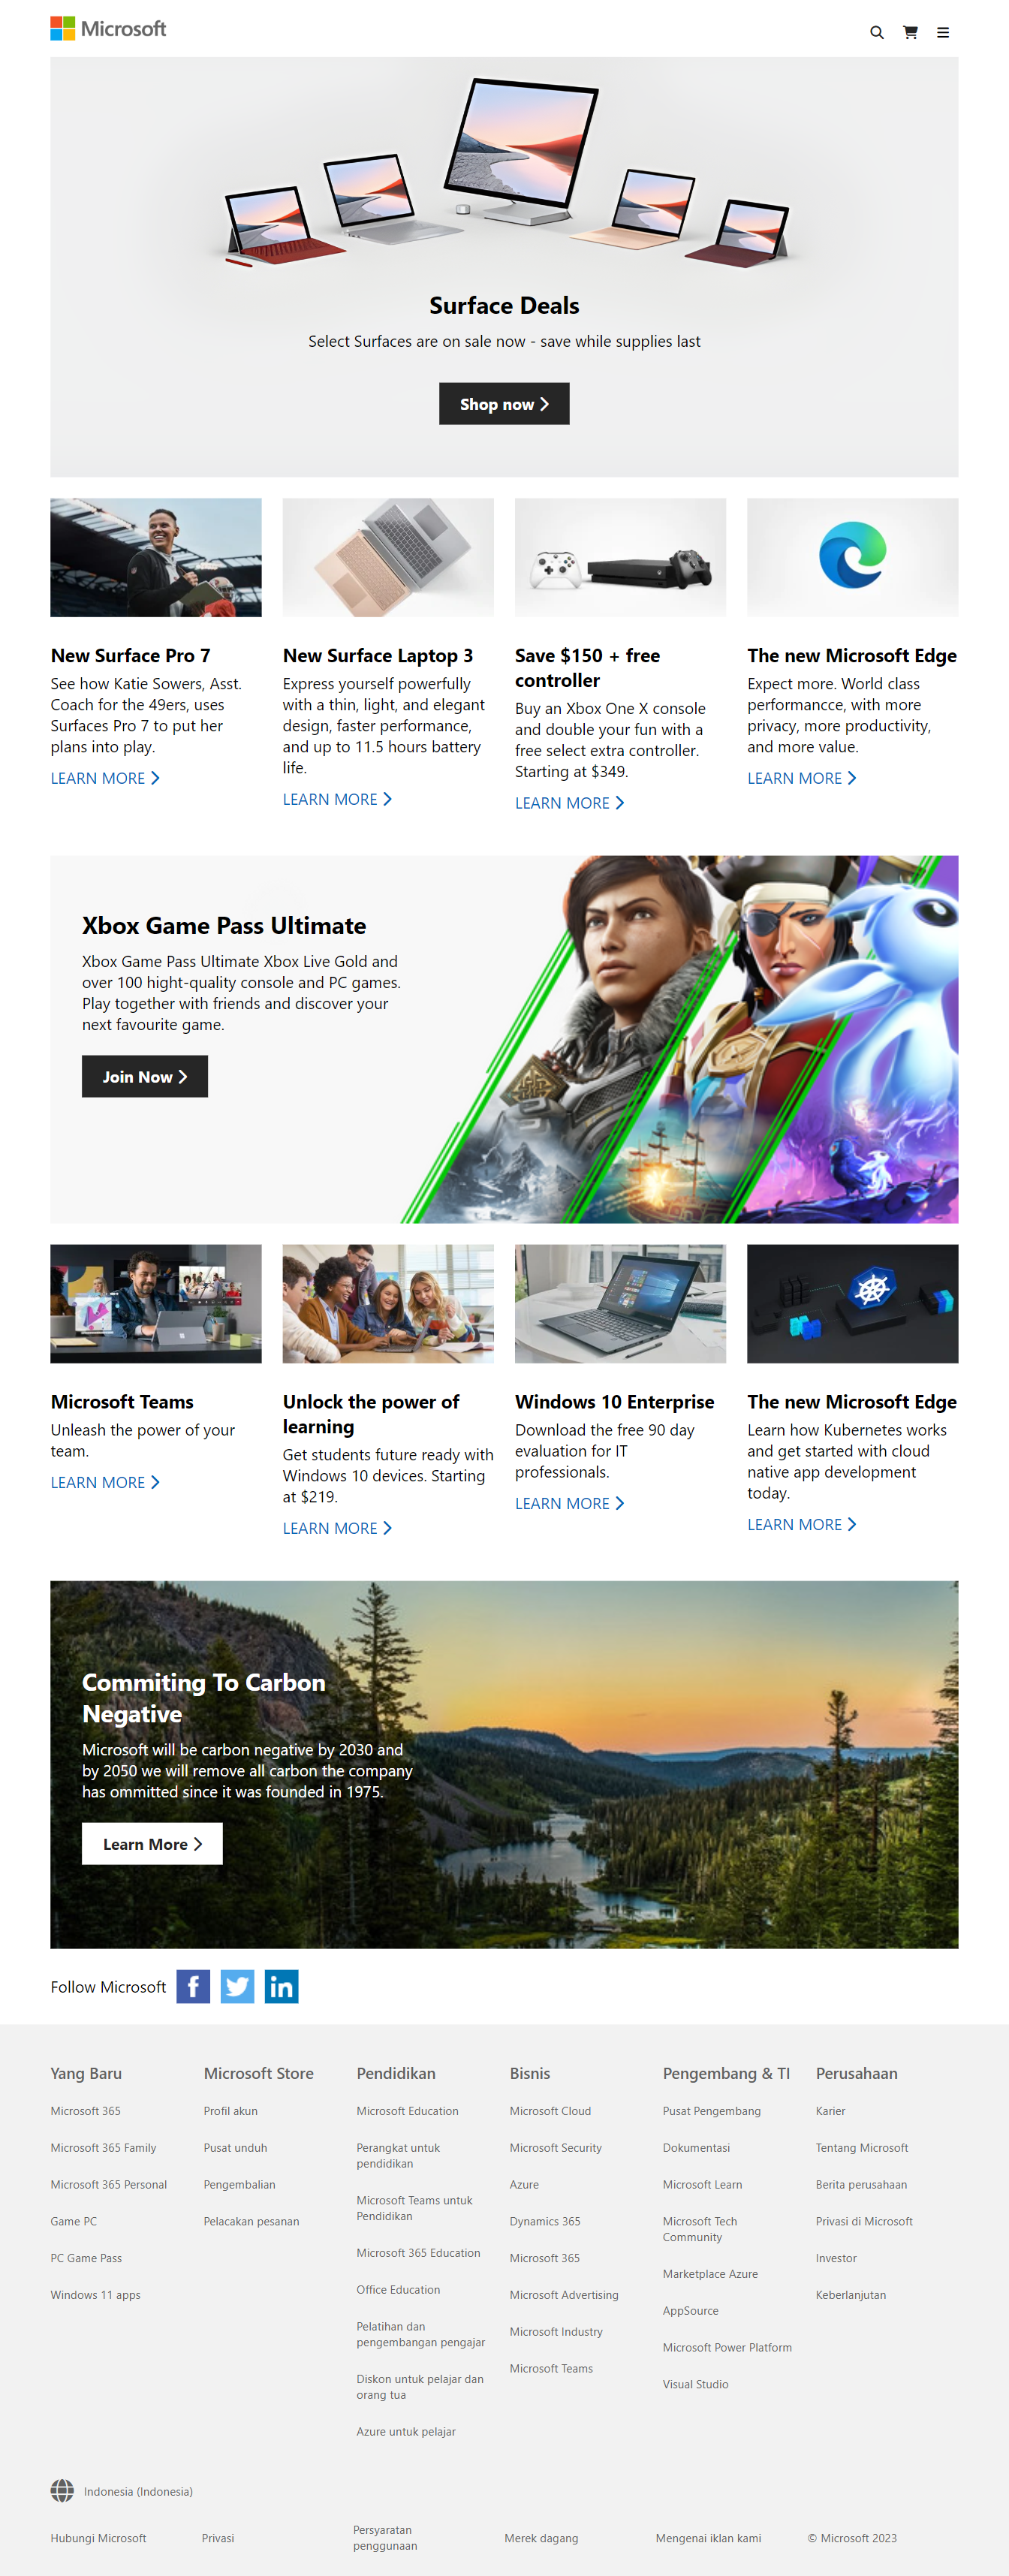 Microsoft
Surface Deals
Select Surfaces are on sale now - save while supplies last
Shop now
New Surface Pro 7
See how Katie Sowers, Asst.
Coach for the 49ers, uses
Surfaces Pro 7 to put her
plans into play.
LEARN MORE
New Surface Laptop 3
Express yourself powerfully
with a thin, light, and elegant
design, faster performance,
and up to 11.5 hours battery
life.
LEARN MORE
Save $150 + free
controller
Buy an Xbox One X console
and double your fun with a
free select extra controller.
Starting at $349.
LEARN MORE
The new Microsoft Edge
Expect more. World class
performancce, with more
privacy, more productivity,
and more value.
LEARN MORE
Xbox Game Pass Ultimate
Xbox Game Pass Ultimate Xbox Live Gold and
over 100 hight-quality console and PC games.
Play together with friends and discover your
next favourite game.
Join Now
Microsoft Teams
Unleash the power of your
team.
LEARN MORE
Unlock the power of
learning
Get students future ready with
Windows 10 devices. Starting
at $219.
LEARN MORE
Windows 10 Enterprise
Download the free 90 day
evaluation for IT
professionals.
LEARN MORE
The new Microsoft Edge
Learn how Kubernetes works
and get started with cloud
native app development
today.
LEARN MORE
Commiting To Carbon
Negative
Microsoft will be carbon negative by 2030 and
by 2050 we will remove all carbon the company
has ommitted since it was founded in 1975.
Learn More
Follow Microsoft
Yang Baru
Microsoft 365
Microsoft 365 Family
Microsoft 365 Personal
Game PC
PC Game Pass
Windows 11 apps
Microsoft Store
Profil akun
Pusat unduh
Pengembalian
Pelacakan pesanan
Pendidikan
Microsoft Education
Perangkat untuk
pendidikan
Microsoft Teams untuk
Pendidikan
Microsoft 365 Education
Office Education
Pelatihan dan
pengembangan pengajar
Diskon untuk pelajar dan
orang tua
Azure untuk pelajar
Bisnis
Microsoft Cloud
Microsoft Security
Azure
Dynamics 365
Microsoft 365
Microsoft Advertising
Microsoft Industry
Microsoft Teams
Pengembang & TI
Pusat Pengembang
Dokumentasi
Microsoft Learn
Microsoft Tech
Community
Marketplace Azure
AppSource
Microsoft Power Platform
Visual Studio
Perusahaan
Karier
Tentang Microsoft
Berita perusahaan
Privasi di Microsoft
Investor
Keberlanjutan
Indonesia (Indonesia)
Hubungi Microsoft
Privasi
Persyaratan
penggunaan
Merek dagang
Mengenai iklan kami
© Microsoft 2023